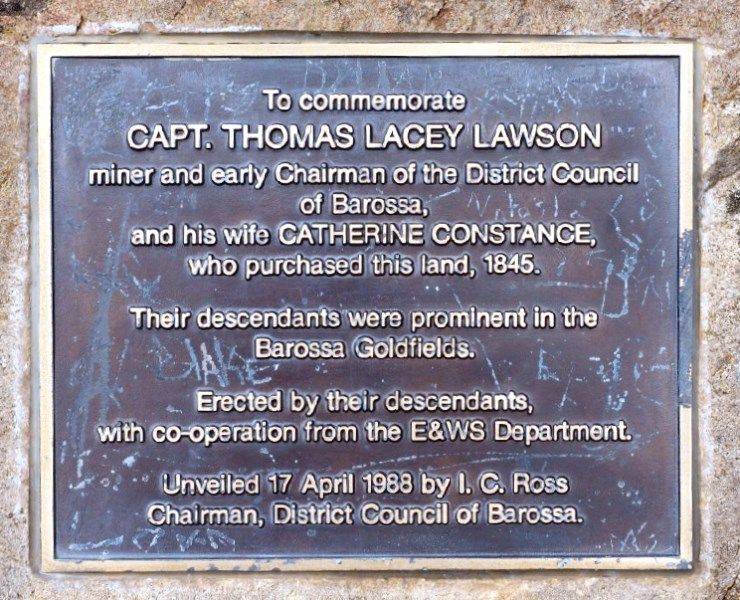 To commemorate
CAPT. THOMAS LACEY LAWSON
miner and early Chairman of the District Council
of Barossa,
and his wife CATHERINE CONSTANCE,
who purchased this land, 1845.
Their descendants were prominent in the
Barossa Goldfields.
Erected by their descendants,
with co-operation from the E&WS Department.
Unveiled 17 April 1988 by I. C. Ross
Chairman, District Council of Barossa.